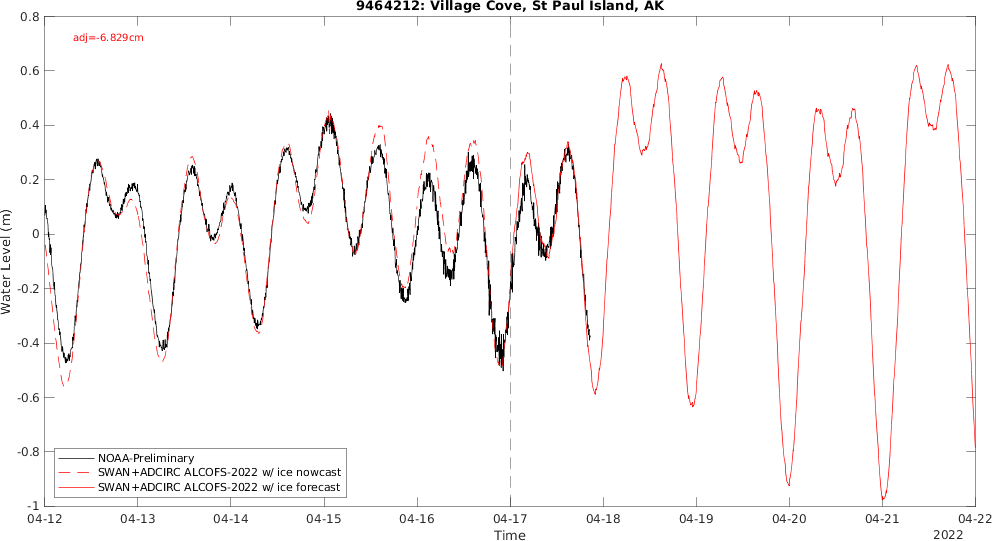 9464212: Village Cove, St Paul Island, AK
adj=-6.829cm
0.8
0.6
0.4
0.2
0
-0.2
-0.4
-0.6
-0.8
-1
Water Level (m)
NOAA-Preliminary
SWAN+ADCIRC ALCOFS-2022 w/ ice nowcast
SWAN+ADCIRC ALCOFS-2022 w/ ice forecast
04-12 04-13 04-14 04-15 04-16 04-17 04-18 04-19 04-20 04-21 04-22
Time
2022